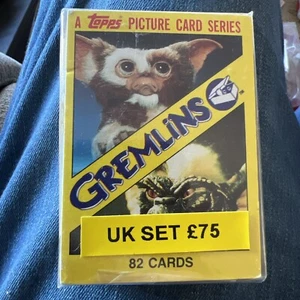 A Topps PICTURE CARD SERIES
GREMLINS
UK SET £75
82 CARDS